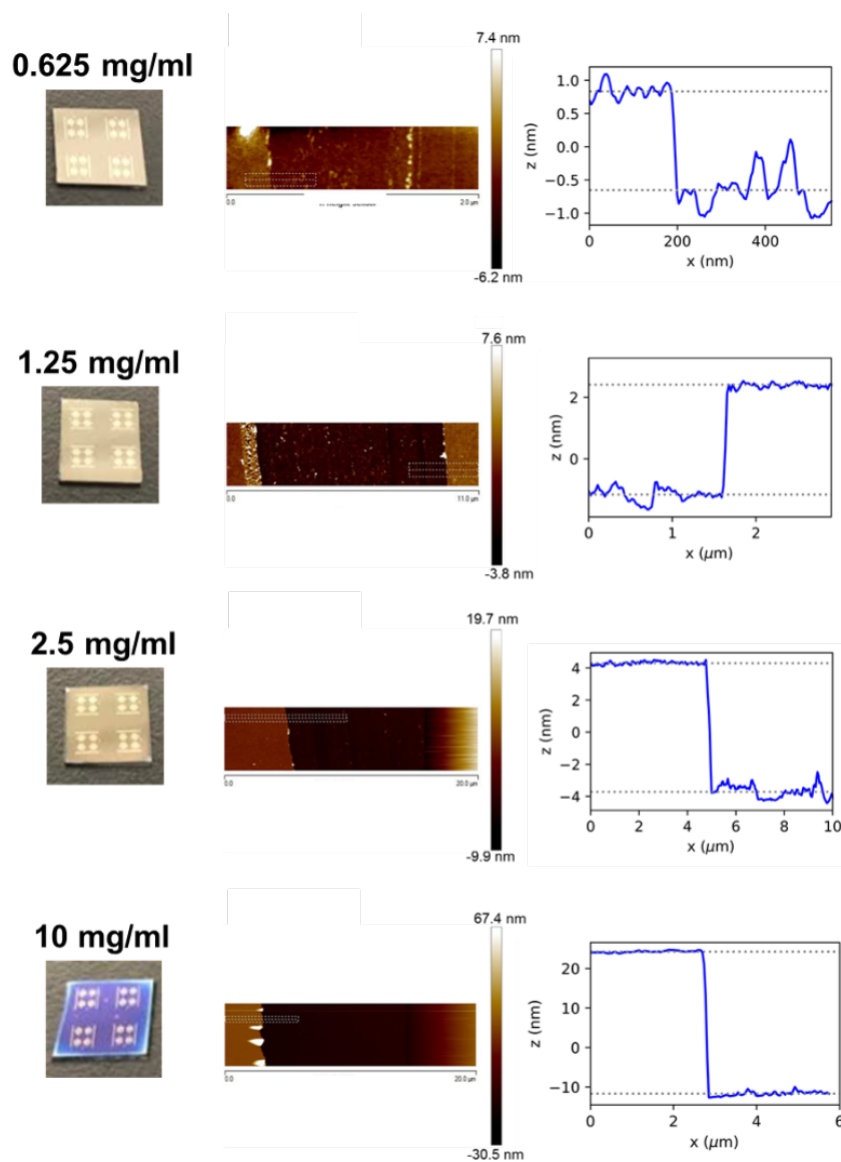 0.625 mg/ml
7.4 nm
-6.2 nm
0.0
2.0 µm
1.0
0.5
0.0
−0.5
−1.0
z (nm)
0
200
400
x (nm)
1.25 mg/ml
7.6 nm
-3.8 nm
0.0
11.0 µm
2
0
z (nm)
0
1
2
x (µm)
2.5 mg/ml
19.7 nm
-9.9 nm
0.0
20.0 µm
4
2
0
−2
−4
z (nm)
0
2
4
6
8
10
x (µm)
10 mg/ml
67.4 nm
-30.5 nm
0.0
20.0 µm
20
10
0
−10
z (nm)
0
2
4
6
x (µm)